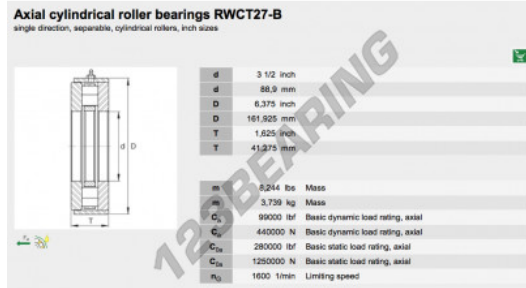 Axial cylindrical roller bearings RWCT27-B
single direction, separable, cylindrical rollers, inch sizes
d 3 1/2 inch
d 88,9 mm
D 6,375 inch
D 161,925 mm
T 1,625 inch
T 41,275 mm
d D
T
m 8,244 lbs Mass
m 3,739 kg Mass
Ca 99000 lbf Basic dynamic load rating, axial
Ca 440000 N Basic dynamic load rating, axial
C0a 280000 lbf Basic static load rating, axial
C0a 1250000 N Basic static load rating, axial
nG 1600 1/min Limiting speed
Fa
123BEARING